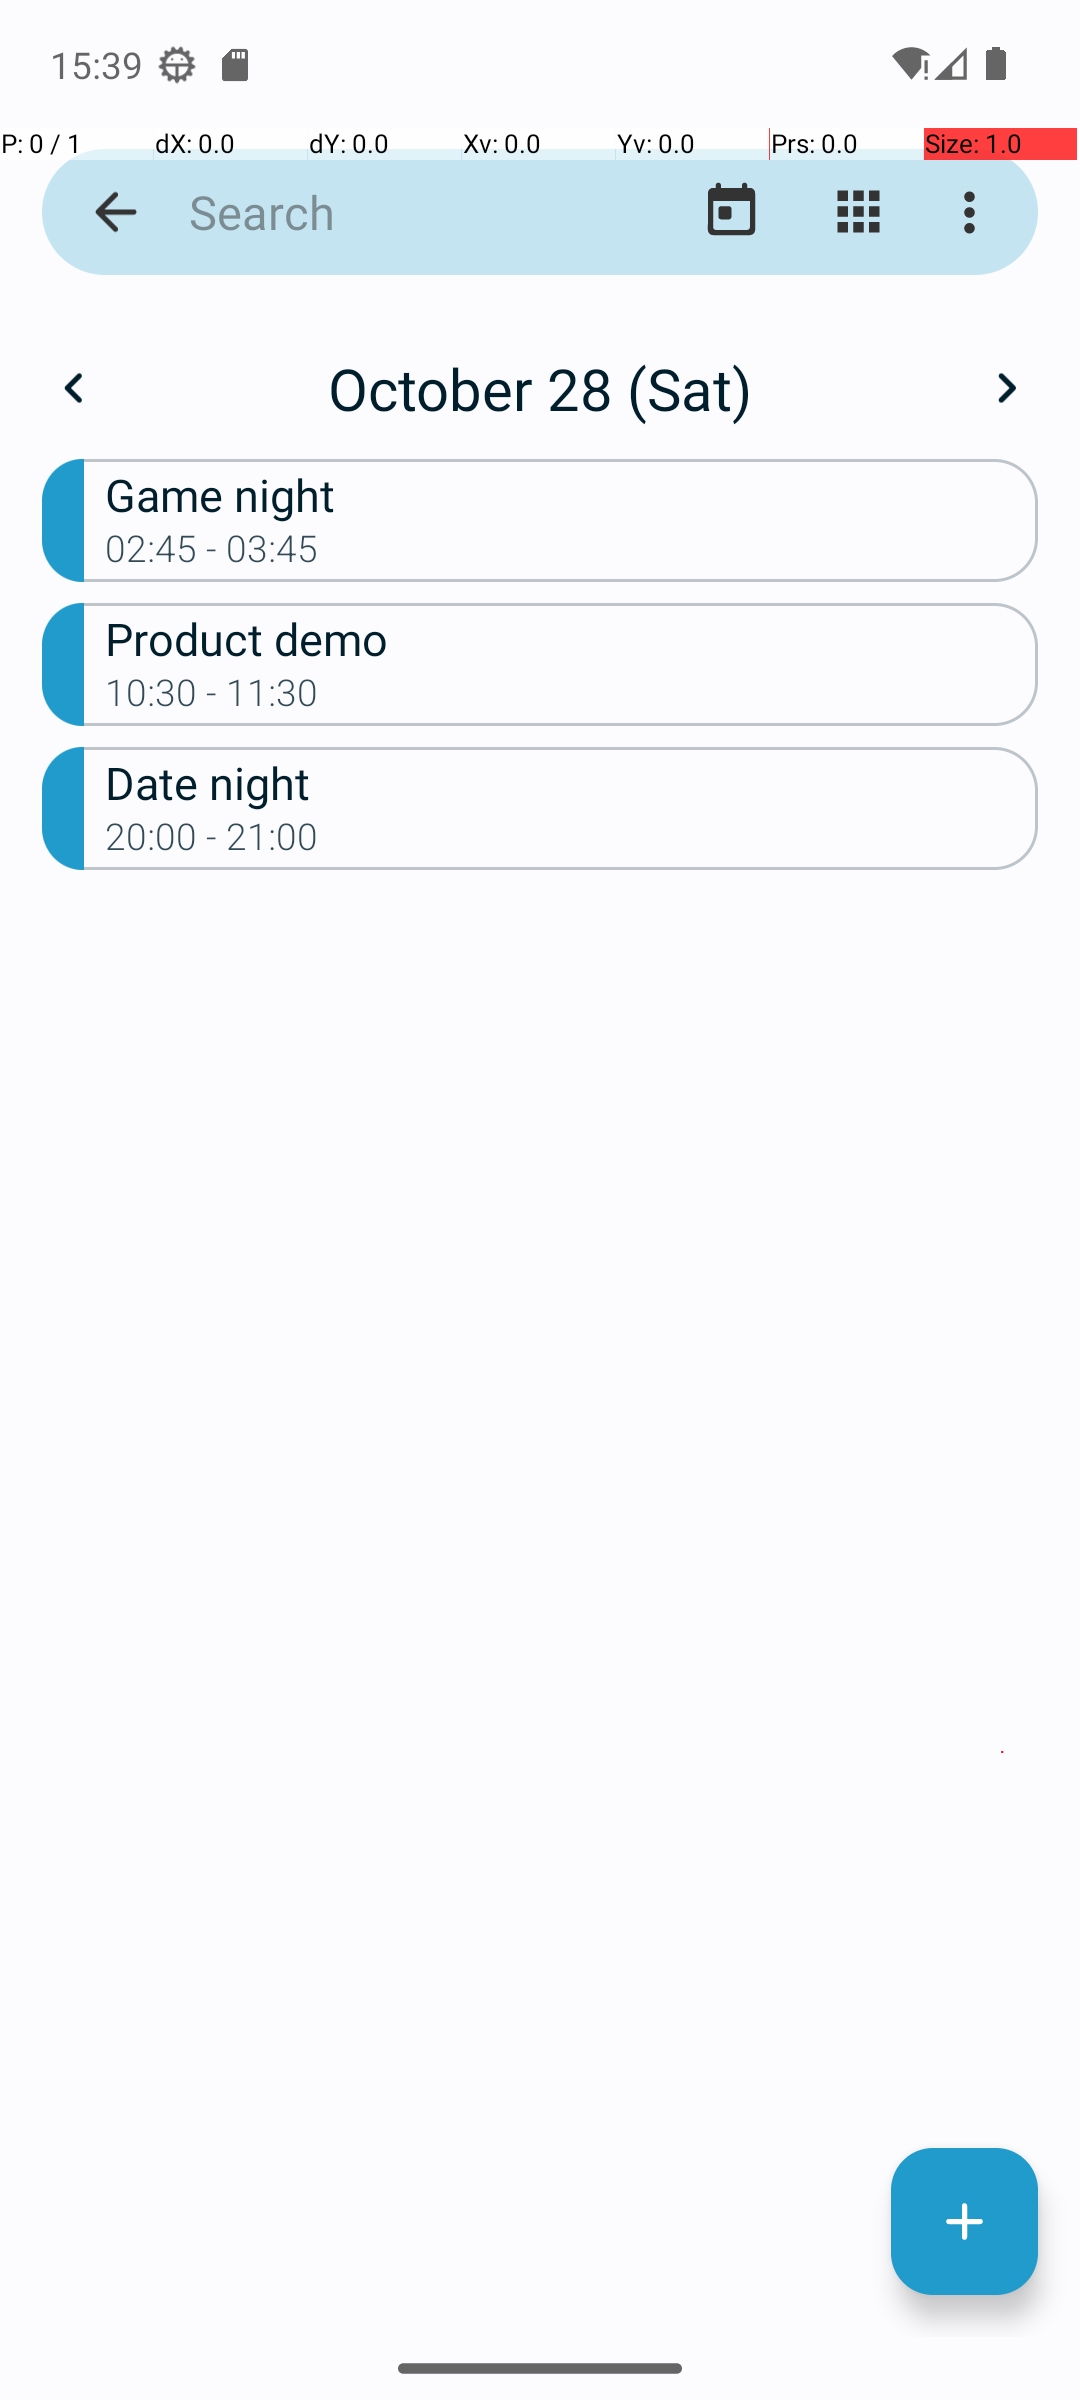 15:39
P: 0 / 1 dX: 0.0 dY: 0.0 Xv: 0.0 Yv: 0.0 Prs: 0.0 Size: 1.0
Search
October 28 (Sat)
Game night
02:45 - 03:45
Product demo
10:30 - 11:30
Date night
20:00 - 21:00